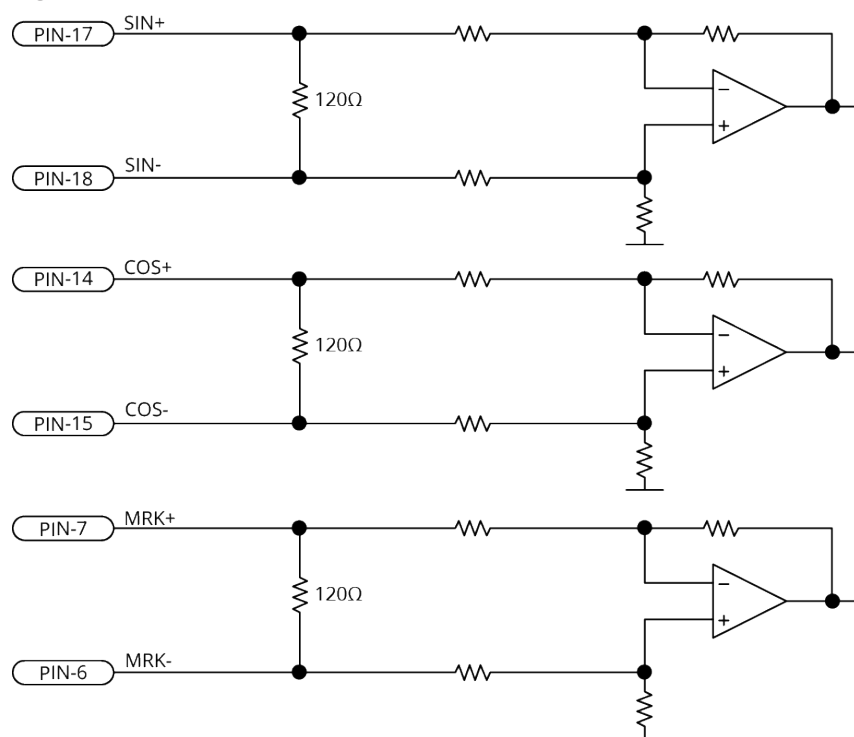 SIN+
PIN-17
120Ω
−
+
SIN-
PIN-18
COS+
PIN-14
120Ω
−
+
COS-
PIN-15
MRK+
PIN-7
120Ω
−
+
MRK-
PIN-6